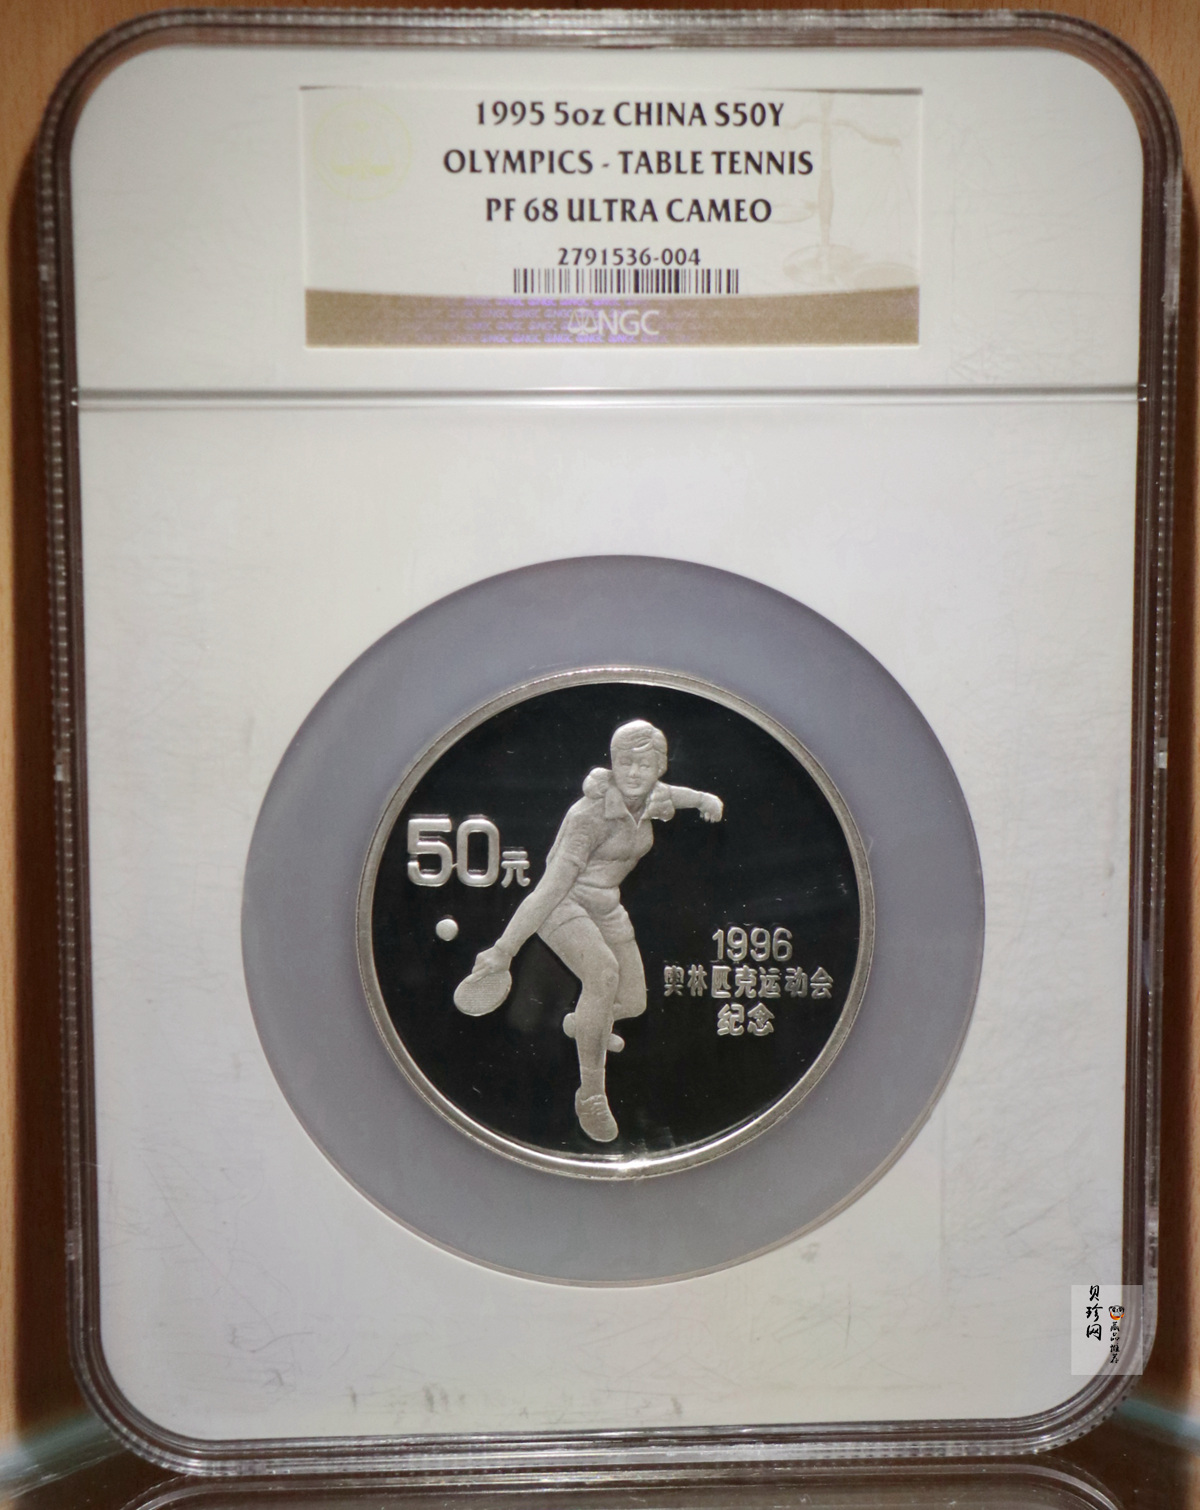 1995 5oz CHINA S50Y
OLYMPICS - TABLE TENNIS
PF 68 ULTRA CAMEO
2791536-004
NGC
50元
1996
奥林匹克运动会
纪念
贝珍网